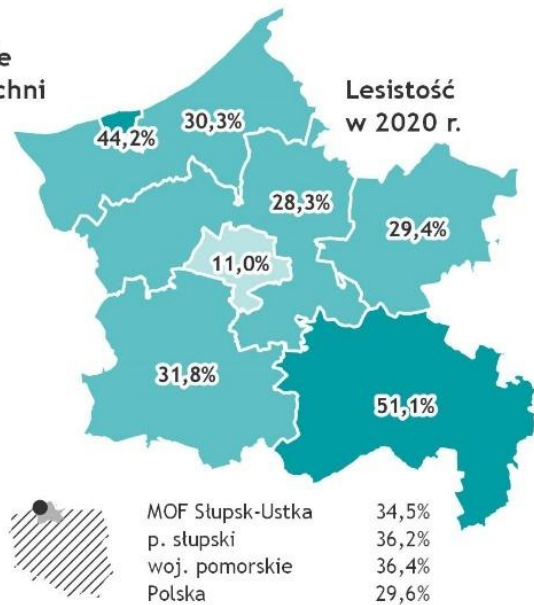 e
chni
Lesistość
w 2020 r.
44,2%
30,3%
28,3%
29,4%
11,0%
31,8%
51,1%
MOF Słupsk-Ustka 34,5%
p. słupski 36,2%
woj. pomorskie 36,4%
Polska 29,6%